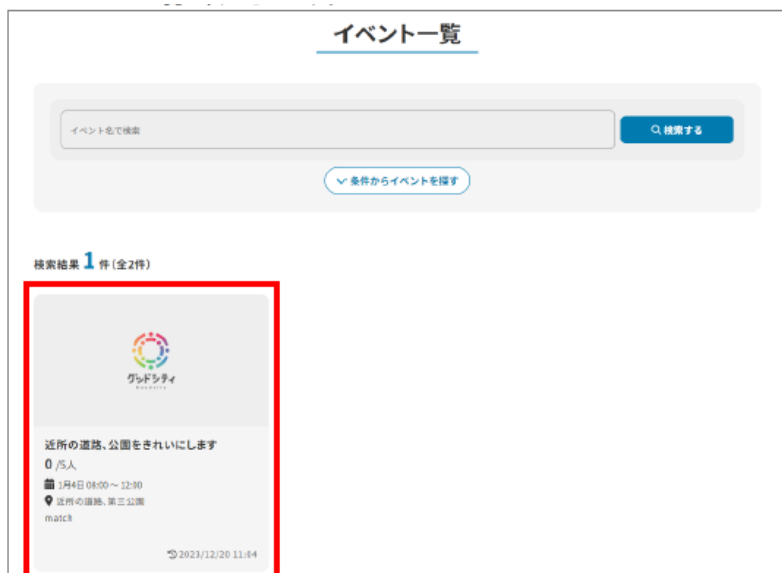 イベント一覧
イベント名で検索
検索する
条件からイベントを探す
検索結果 1 件(全2件)
グッドシティ
近所の道路、公園をきれいにします
0 /5人
1月4日 08:00 ~ 12:00
近所の道路、第三公園
match
2023/12/20 11:04